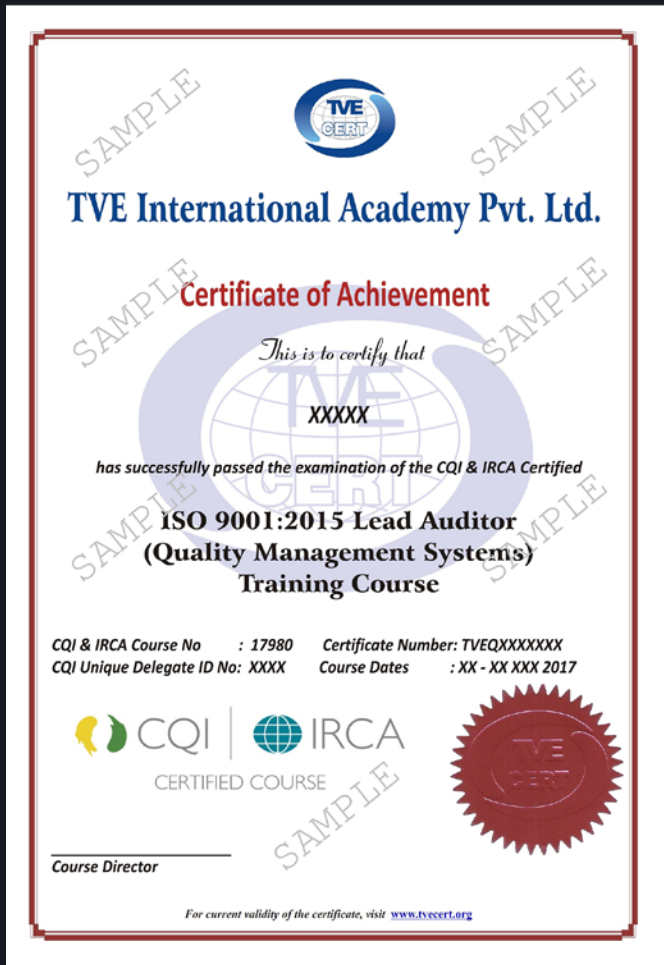 SAMPLE
SAMPLE
TVE
CERT
TVE International Academy Pvt. Ltd.
SAMPLE
SAMPLE
Certificate of Achievement
This is to certify that
TVE
CERT
XXXXX
has successfully passed the examination of the CQI & IRCA Certified
SAMPLE
SAMPLE
ISO 9001:2015 Lead Auditor
(Quality Management Systems)
Training Course
CQI & IRCA Course No : 17980 Certificate Number: TVEQXXXXXXX
CQI Unique Delegate ID No: XXXX Course Dates : XX - XX XXX 2017
CQI IRCA
CERTIFIED COURSE
TVE
CERT
SAMPLE
Course Director
For current validity of the certificate, visit www.tvecert.org